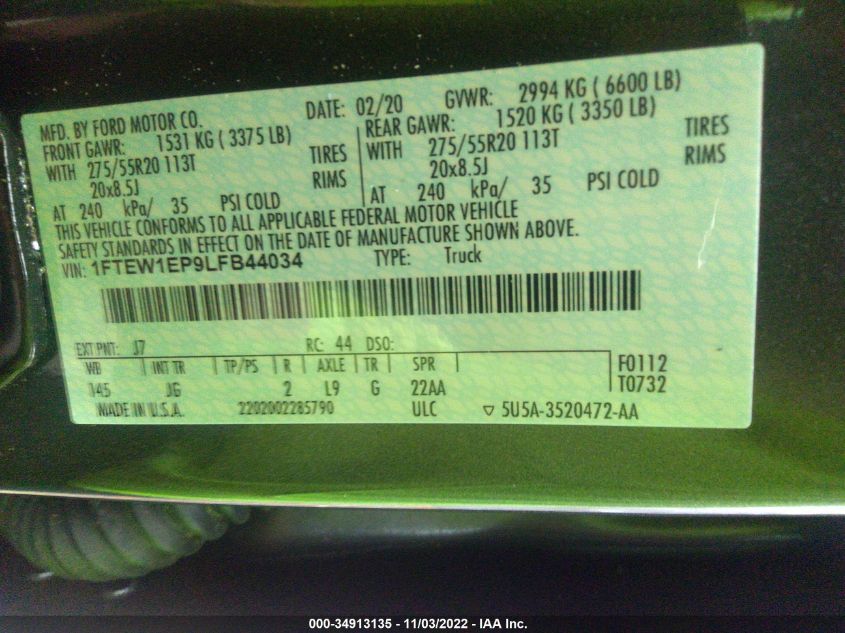 MFD. BY FORD MOTOR CO. DATE: 02/20 GVWR: 2994 KG ( 6600 LB)
FRONT GAWR: 1531 KG ( 3375 LB) REAR GAWR: 1520 KG ( 3350 LB)
WITH 275/55R20 113T TIRES WITH 275/55R20 113T TIRES
20x8.5J RIMS 20x8.5J RIMS
AT 240 kPa/ 35 PSI COLD AT 240 kPa/ 35 PSI COLD
THIS VEHICLE CONFORMS TO ALL APPLICABLE FEDERAL MOTOR VEHICLE
SAFETY STANDARDS IN EFFECT ON THE DATE OF MANUFACTURE SHOWN ABOVE.
VIN: 1FTEW1EP9LFB44034 TYPE: Truck
EXT PNT: J7 RC: 44 DSO:
WB INT TR TP/PS R AXLE TR SPR F0112
145 JG 2 L9 G 22AA T0732
MADE IN U.S.A. 2202002285790 ULC ▽ 5U5A-3520472-AA
000-34913135 - 11/03/2022 - IAA Inc.